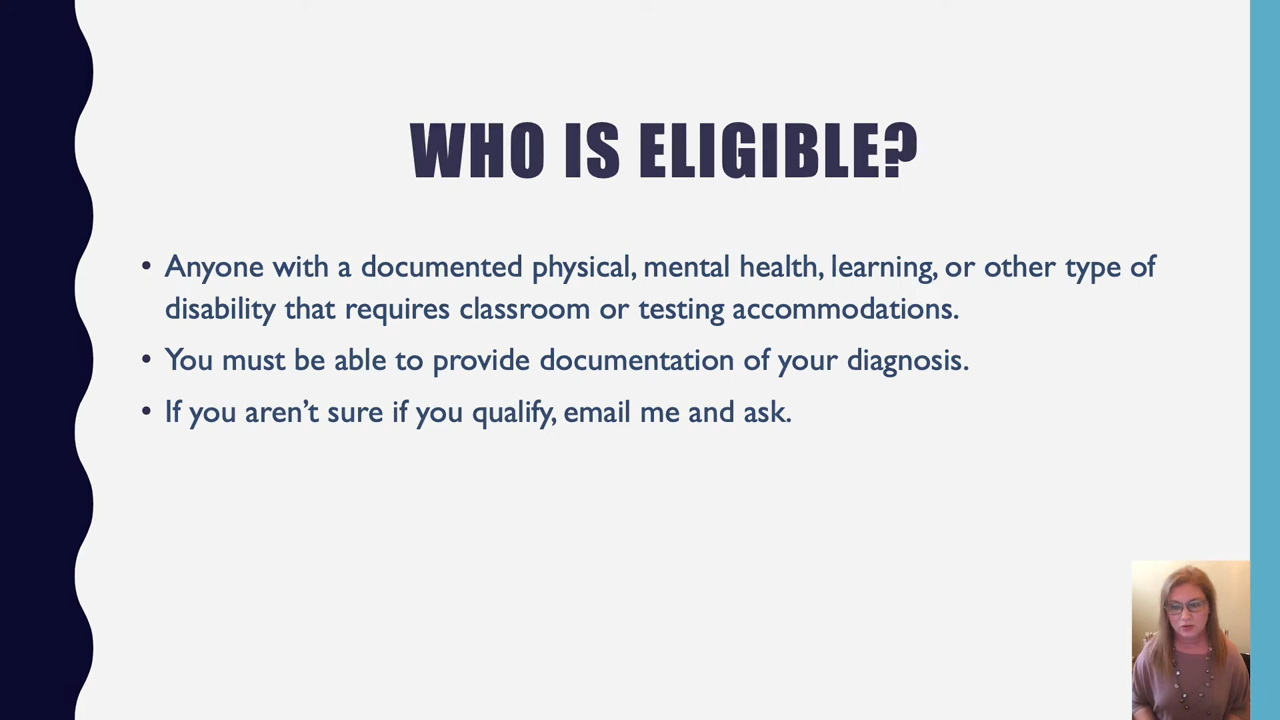 WHO IS ELIGIBLE?
• Anyone with a documented physical, mental health, learning, or other type of
disability that requires classroom or testing accommodations.
• You must be able to provide documentation of your diagnosis.
• If you aren’t sure if you qualify, email me and ask.